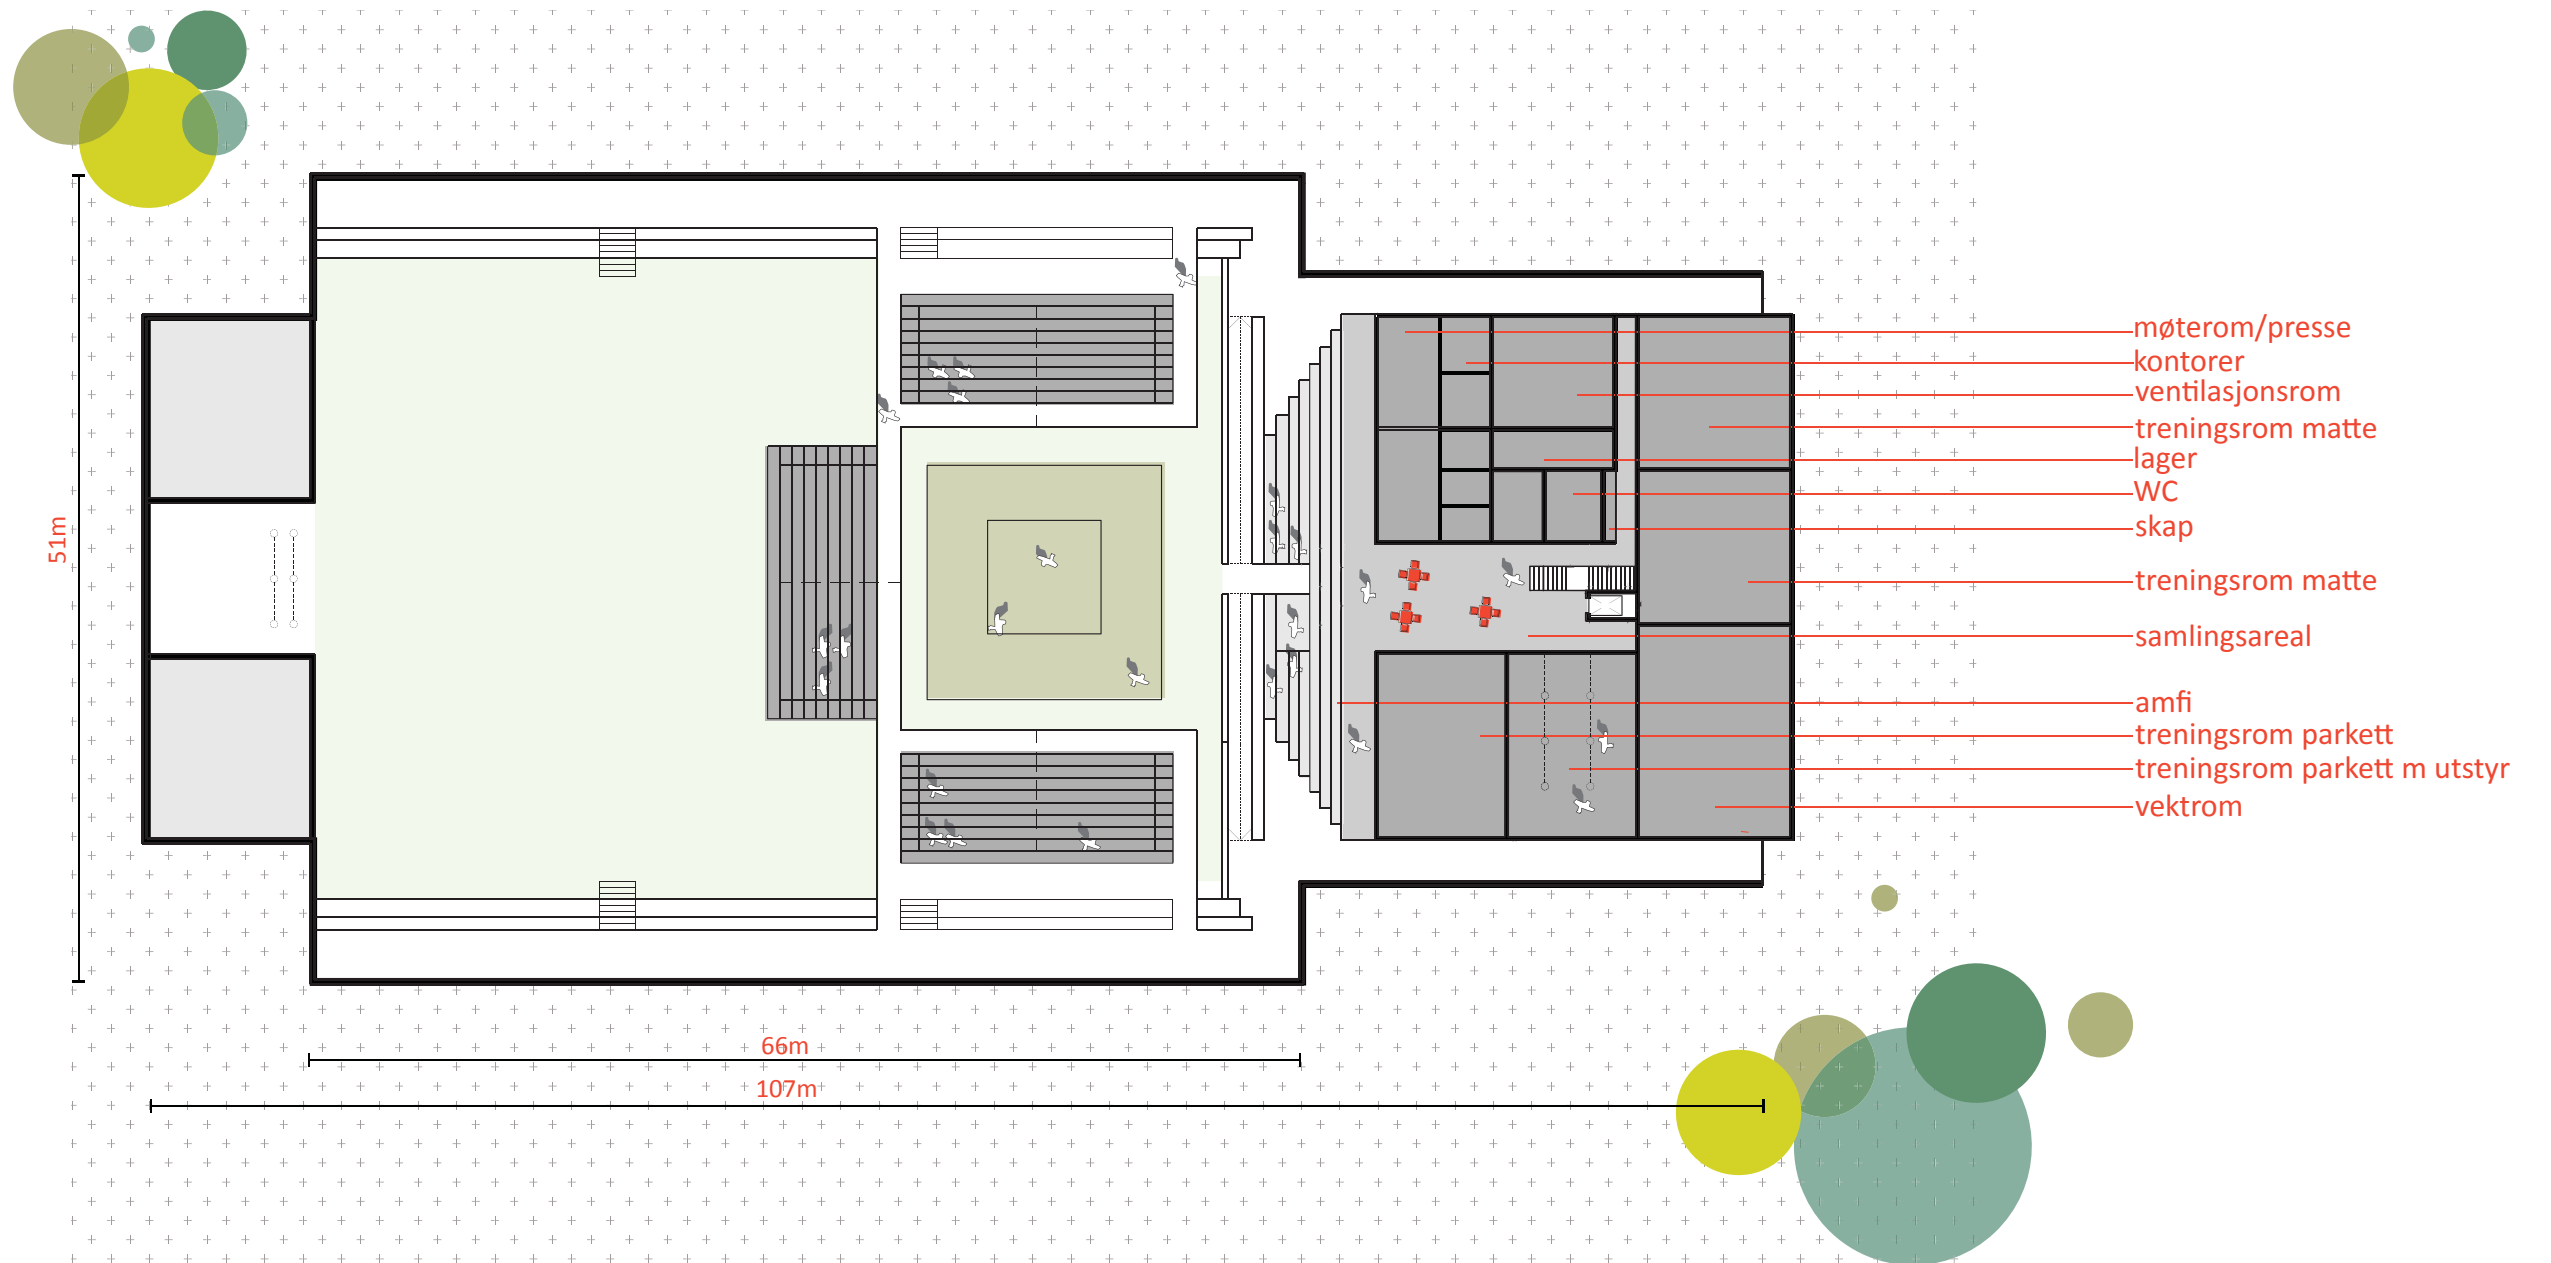 møterom/presse
kontorer
ventilasjonsrom
treningsrom matte
lager
WC
skap
treningsrom matte
samlingsareal
amfi
treningsrom parkett
treningsrom parkett m utstyr
vektrom
51m
66m
107m